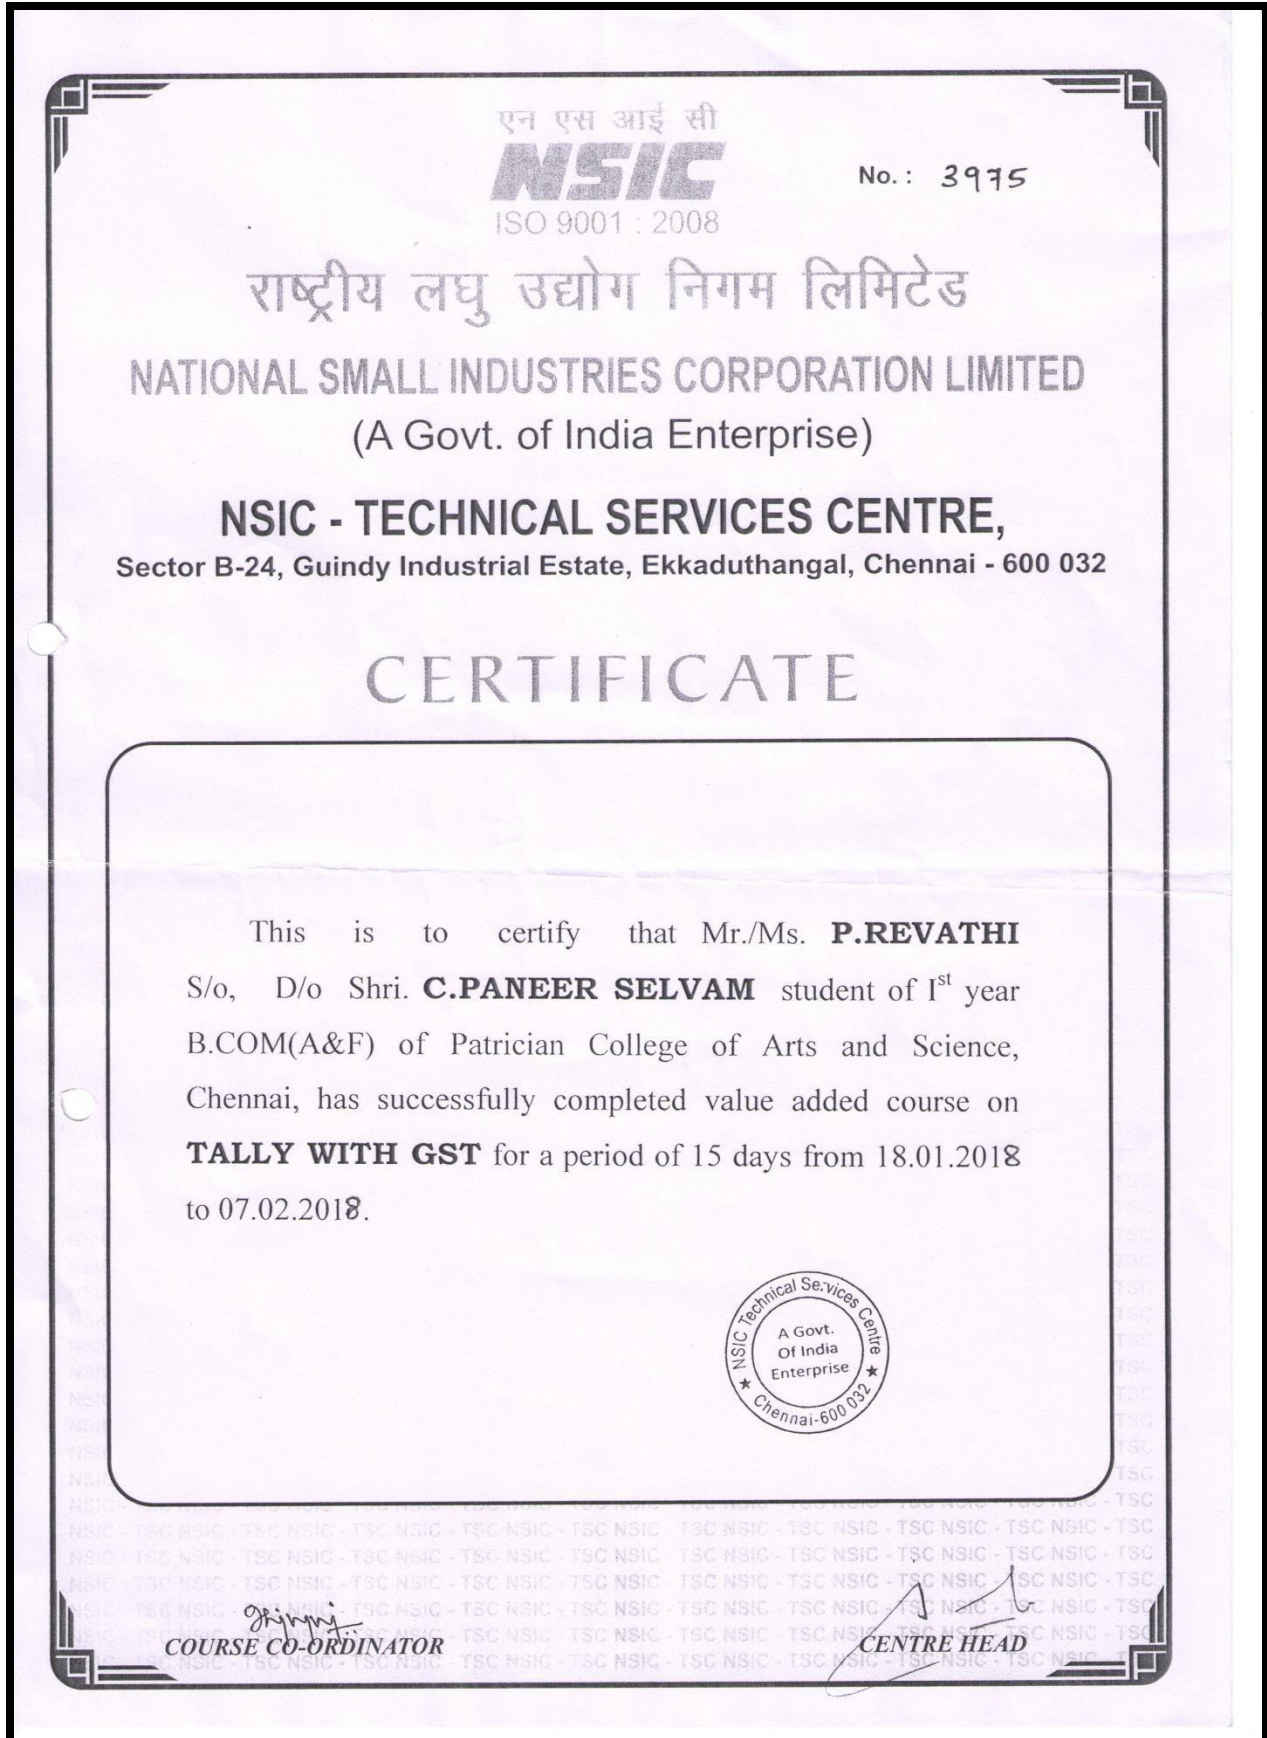 एन एस आई सी
NSIC
No. : 3975
ISO 9001 : 2008
राष्ट्रीय लघु उद्योग निगम लिमिटेड
NATIONAL SMALL INDUSTRIES CORPORATION LIMITED
(A Govt. of India Enterprise)
NSIC - TECHNICAL SERVICES CENTRE,
Sector B-24, Guindy Industrial Estate, Ekkaduthangal, Chennai - 600 032
CERTIFICATE
This is to certify that Mr./Ms. P.REVATHI
S/o, D/o Shri. C.PANEER SELVAM student of Ist year
B.COM(A&F) of Patrician College of Arts and Science,
Chennai, has successfully completed value added course on
TALLY WITH GST for a period of 15 days from 18.01.2018
to 07.02.2018.
NSIC Technical Services Centre
A Govt.
Of India
Enterprise
★ Chennai-600 032 ★
COURSE CO-ORDINATOR
CENTRE HEAD